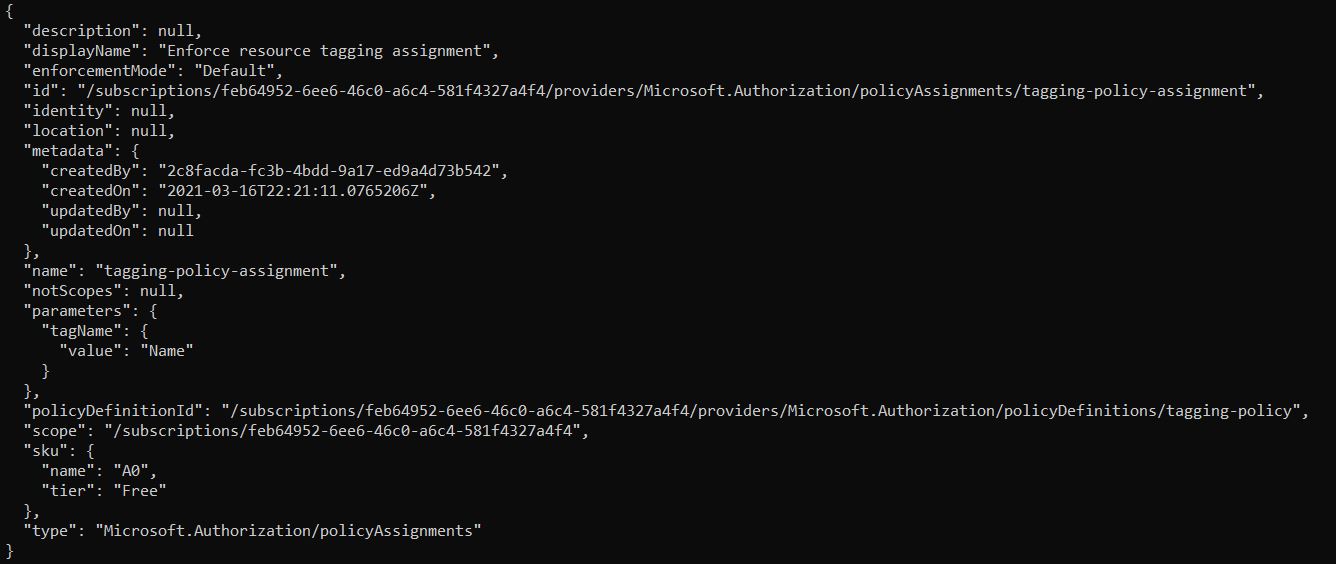 {
  "description": null,
  "displayName": "Enforce resource tagging assignment",
  "enforcementMode": "Default",
  "id": "/subscriptions/feb64952-6ee6-46c0-a6c4-581f4327a4f4/providers/Microsoft.Authorization/policyAssignments/tagging-policy-assignment",
  "identity": null,
  "location": null,
  "metadata": {
    "createdBy": "2c8facda-fc3b-4bdd-9a17-ed9a4d73b542",
    "createdOn": "2021-03-16T22:21:11.0765206Z",
    "updatedBy": null,
    "updatedOn": null
  },
  "name": "tagging-policy-assignment",
  "notScopes": null,
  "parameters": {
    "tagName": {
      "value": "Name"
    }
  },
  "policyDefinitionId": "/subscriptions/feb64952-6ee6-46c0-a6c4-581f4327a4f4/providers/Microsoft.Authorization/policyDefinitions/tagging-policy",
  "scope": "/subscriptions/feb64952-6ee6-46c0-a6c4-581f4327a4f4",
  "sku": {
    "name": "A0",
    "tier": "Free"
  },
  "type": "Microsoft.Authorization/policyAssignments"
}